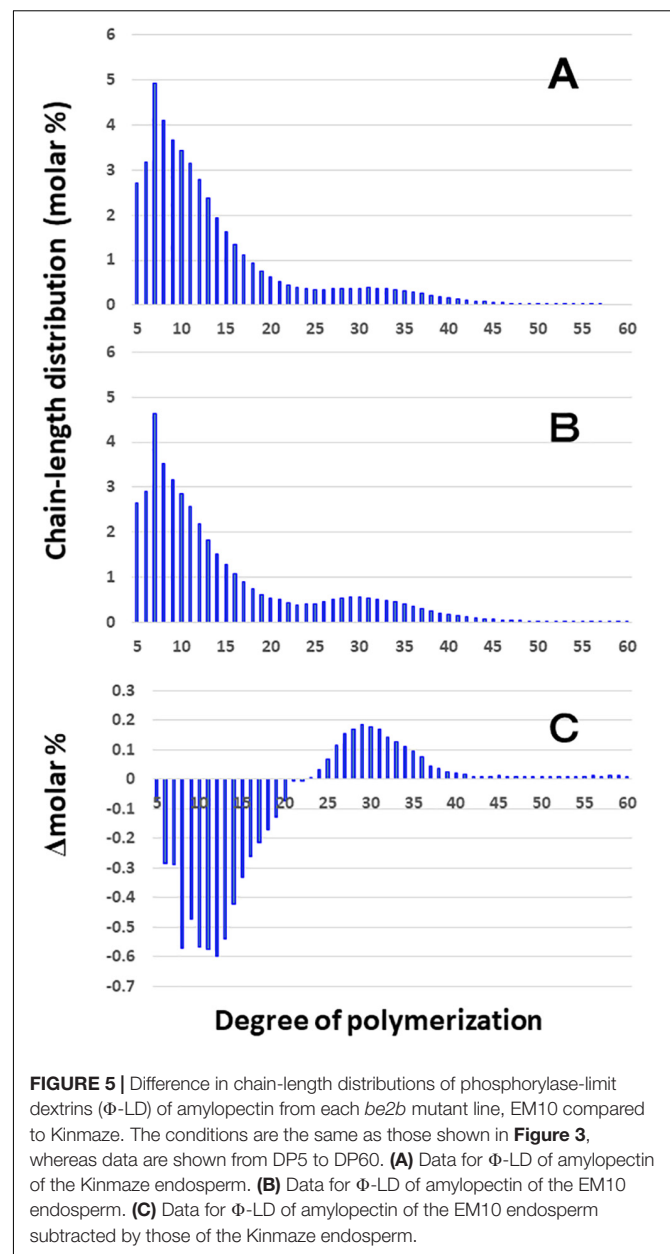 Chain-length distribution (molar %)
6
5
4
3
2
1
0
A
5 10 15 20 25 30 35 40 45 50 55 60
6
5
4
3
2
1
0
B
5 10 15 20 25 30 35 40 45 50 55 60
Δmolar %
0.3
0.2
0.1
0
-0.1
-0.2
-0.3
-0.4
-0.5
-0.6
-0.7
C
5 10 15 20 25 30 35 40 45 50 55 60
Degree of polymerization
FIGURE 5 | Difference in chain-length distributions of phosphorylase-limit
dextrins (Φ-LD) of amylopectin from each be2b mutant line, EM10 compared
to Kinmaze. The conditions are the same as those shown in Figure 3,
whereas data are shown from DP5 to DP60. (A) Data for Φ-LD of amylopectin
of the Kinmaze endosperm. (B) Data for Φ-LD of amylopectin of the EM10
endosperm. (C) Data for Φ-LD of amylopectin of the EM10 endosperm
subtracted by those of the Kinmaze endosperm.